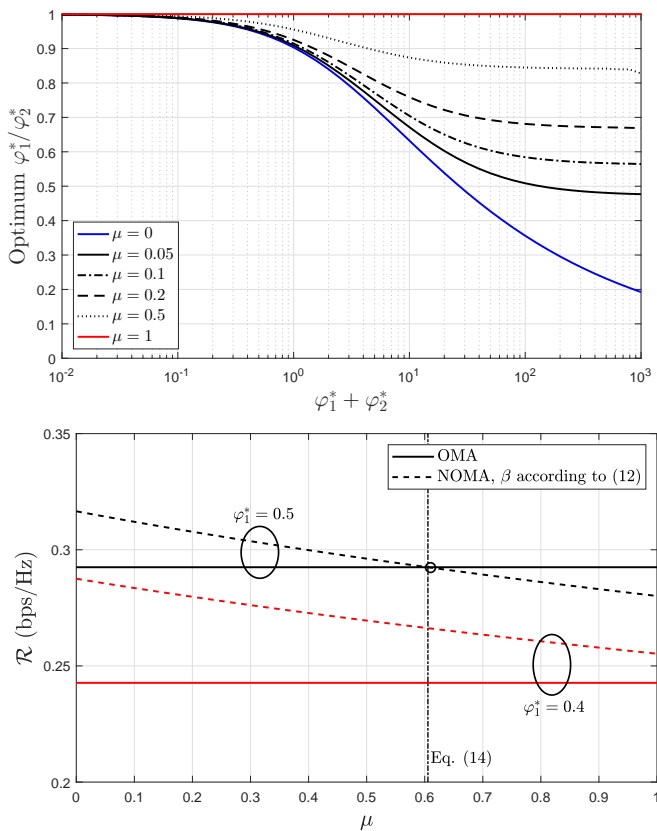 1
0.9
0.8
0.7
0.6
0.5
0.4
0.3
0.2
0.1
0
Optimum φ₁*/φ₂*
μ = 0
μ = 0.05
μ = 0.1
μ = 0.2
μ = 0.5
μ = 1
10⁻² 10⁻¹ 10⁰ 10¹ 10² 10³
φ₁* + φ₂*
0.35
0.3
0.25
0.2
R (bps/Hz)
OMA
NOMA, β according to (12)
φ₁* = 0.5
φ₁* = 0.4
Eq. (14)
0 0.1 0.2 0.3 0.4 0.5 0.6 0.7 0.8 0.9 1
μ